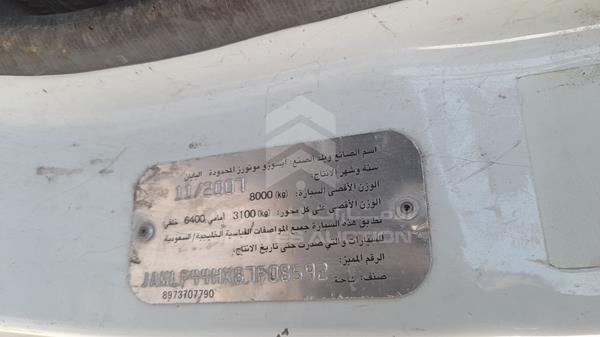 اسم الصانع وبلد الصنع: ايسوزو موتورز المحدودة اليابان
سنة وشهر الانتاج: 11/2007
الوزن الأقصى للسيارة: 8000 (kg)
الوزن الأقصى على كل محور: 3100 (kg) أمامي 6400 خلفي
تطابق هذه السيارة جميع المواصفات القياسية الخليجية/السعودية
للسيارات والتي صدرت حتى تاريخ الانتاج.
الرقم المميز:
صنف: شاحنة
8973707790
AUCTION